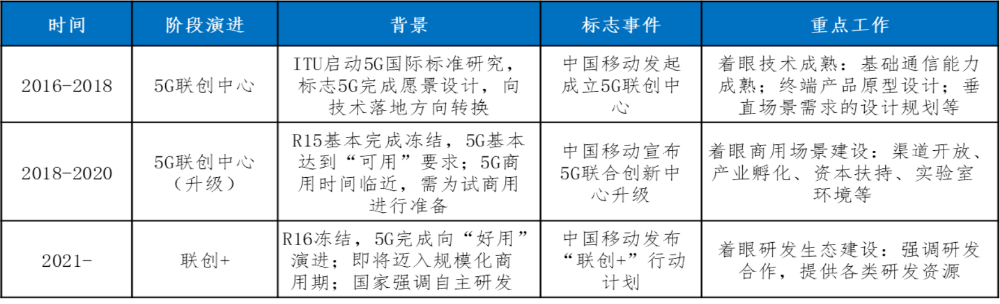 时间
阶段演进
背景
标志事件
重点工作
2016-2018
5G联创中心
ITU启动5G国际标准研究，
标志5G完成愿景设计，向
技术落地方向转换
中国移动发起
成立5G联创中
心
着眼技术成熟：基础通信能力
成熟；终端产品原型设计；垂
直场景需求的设计规划等
2018-2020
5G联创中心
（升级）
R15基本完成冻结，5G基本
达到“可用”要求；5G商
用时间临近，需为试商用
进行准备
中国移动宣布
5G联合创新中
心升级
着眼商用场景建设：渠道开放、
产业孵化、资本扶持、实验室
环境等
2021-
联创+
R16冻结，5G完成向“好用”
演进；即将迈入规模化商
用期；国家强调自主研发
中国移动发布
“联创+”行动
计划
着眼研发生态建设：强调研发
合作，提供各类研发资源